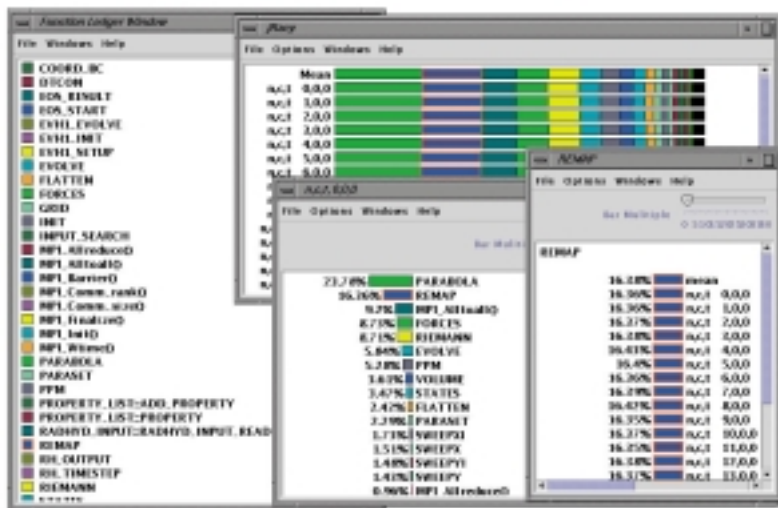 Function Ledger Window
File Windows Help
COORD_BC
DTCON
EOS_RESULT
EOS_START
EVH1_EVOLVE
EVH1_INIT
EVH1_SETUP
EVOLVE
FLATTEN
FORCES
GRID
INIT
INPUT_SEARCH
MPI_Allreduce()
MPI_Alltoall()
MPI_Barrier()
MPI_Comm_rank()
MPI_Comm_size()
MPI_Finalize()
MPI_Init()
MPI_Wtime()
PARABOLA
PARASET
PPM
PROPERTY_LIST::ADD_PROPERTY
PROPERTY_LIST::PROPERTY
RADHYD_INPUT::RADHYD_INPUT_READ
REMAP
RH_OUTPUT
RH_TIMESTEP
RIEMANN
jRacy
File Options Windows Help
Mean
n,c,t 0,0,0
n,c,t 1,0,0
n,c,t 2,0,0
n,c,t 3,0,0
n,c,t 4,0,0
n,c,t 5,0,0
n,c,t 6,0,0
n,c,t 0,0,0
File Options Windows Help
23.78% PARABOLA
16.36% REMAP
9.2% MPI_Alltoall()
8.73% FORCES
8.71% RIEMANN
5.84% EVOLVE
5.28% PPM
3.61% VOLUME
3.47% STATES
2.42% FLATTEN
2.29% PARASET
1.73% SWEEPX1
1.51% SWEEPX
1.48% SWEEPY1
1.42% SWEEPY
0.96% MPI_Allreduce()
REMAP
File Options Windows Help
Bar Multiple
REMAP
16.38% mean
16.36% n,c,t 0,0,0
16.36% n,c,t 1,0,0
16.37% n,c,t 2,0,0
16.38% n,c,t 3,0,0
16.41% n,c,t 4,0,0
16.4% n,c,t 5,0,0
16.36% n,c,t 6,0,0
16.39% n,c,t 7,0,0
16.42% n,c,t 8,0,0
16.35% n,c,t 9,0,0
16.37% n,c,t 10,0,0
16.35% n,c,t 11,0,0
16.38% n,c,t 12,0,0
16.37% n,c,t 13,0,0